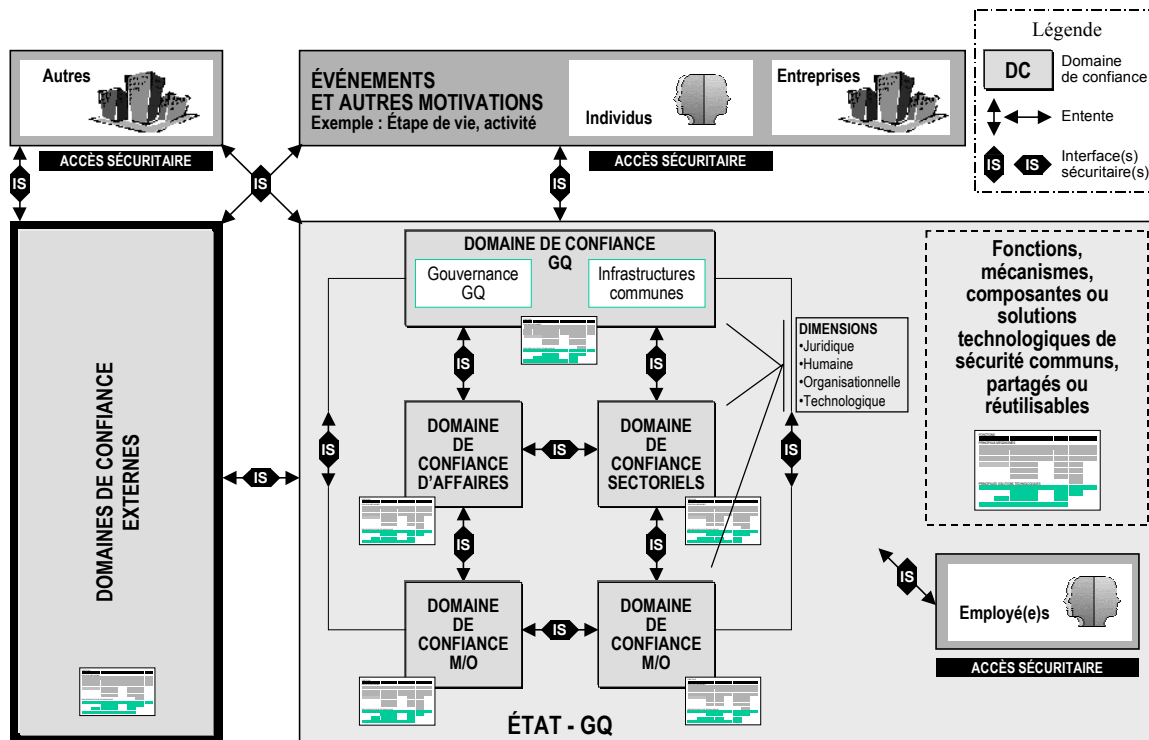 Légende
DC
Domaine
de confiance
Entente
IS
IS
Interface(s)
sécuritaire(s)
Autres
ÉVÉNEMENTS
ET AUTRES MOTIVATIONS
Exemple : Étape de vie, activité
Individus
Entreprises
ACCÈS SÉCURITAIRE
ACCÈS SÉCURITAIRE
IS
IS
IS
DOMAINES DE CONFIANCE
EXTERNES
IS
DOMAINE DE CONFIANCE
GQ
Gouvernance
GQ
Infrastructures
communes
IS
IS
DIMENSIONS
•Juridique
•Humaine
•Organisationnelle
•Technologique
IS
IS
DOMAINE
DE
CONFIANCE
D'AFFAIRES
IS
DOMAINE
DE
CONFIANCE
SECTORIELS
IS
IS
DOMAINE
DE
CONFIANCE
M/O
IS
DOMAINE
DE
CONFIANCE
M/O
ÉTAT - GQ
Fonctions,
mécanismes,
composantes ou
solutions
technologiques de
sécurité communs,
partagés ou
réutilisables
IS
Employé(e)s
ACCÈS SÉCURITAIRE